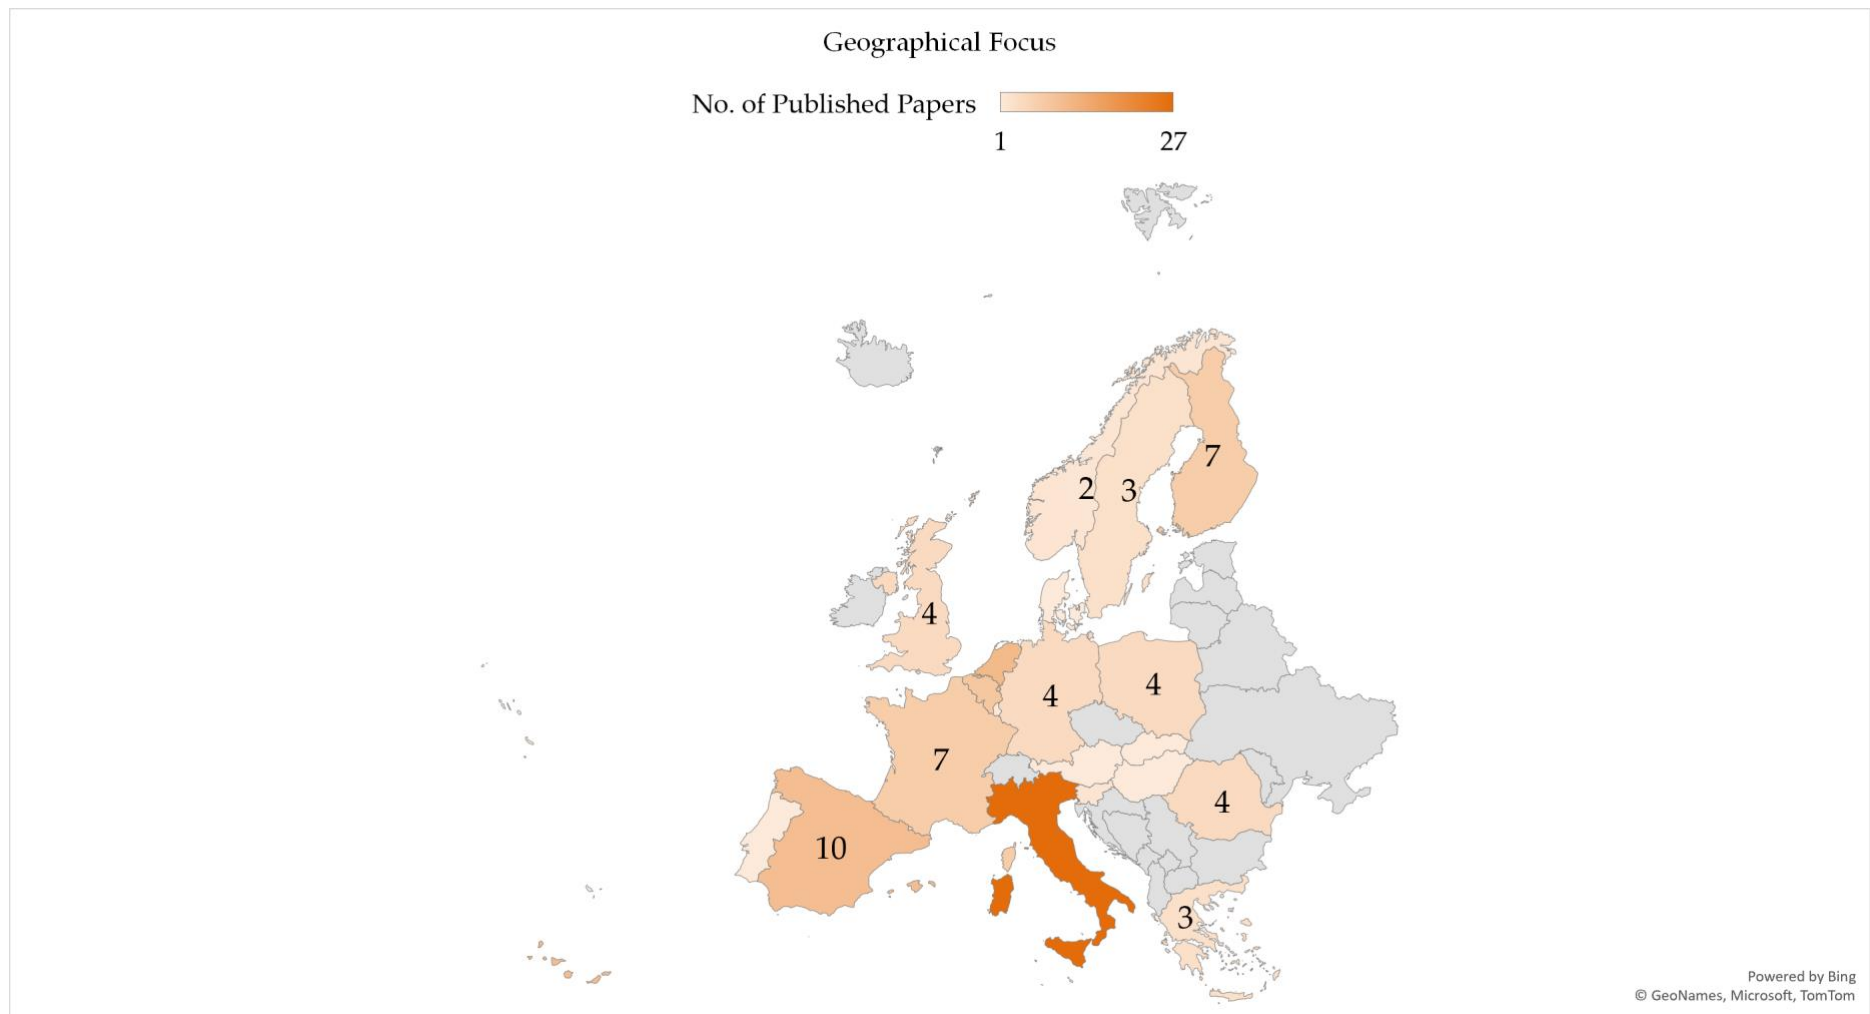 Geographical Focus
No. of Published Papers
1 27
7
2 3
4
4
4
7
4
10
3
Powered by Bing
© GeoNames, Microsoft, TomTom